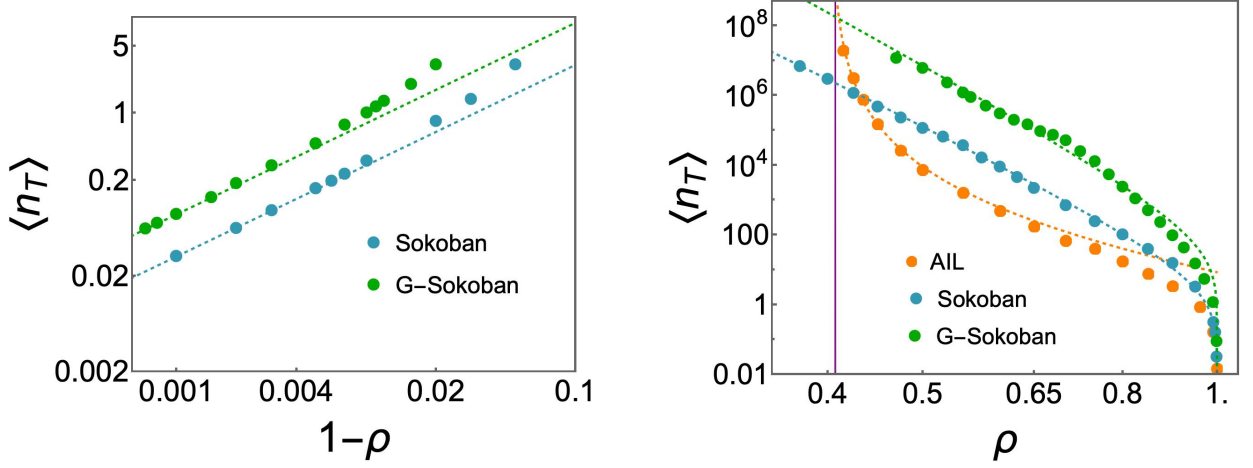 5
1
0.2
0.02
0.002
⟨n_T⟩
Sokoban
G-Sokoban
0.001
0.004
0.02
0.1
1-ρ
10^8
10^6
10^4
100
1
0.01
⟨n_T⟩
AIL
Sokoban
G-Sokoban
0.4
0.5
0.65
0.8
1.
ρ